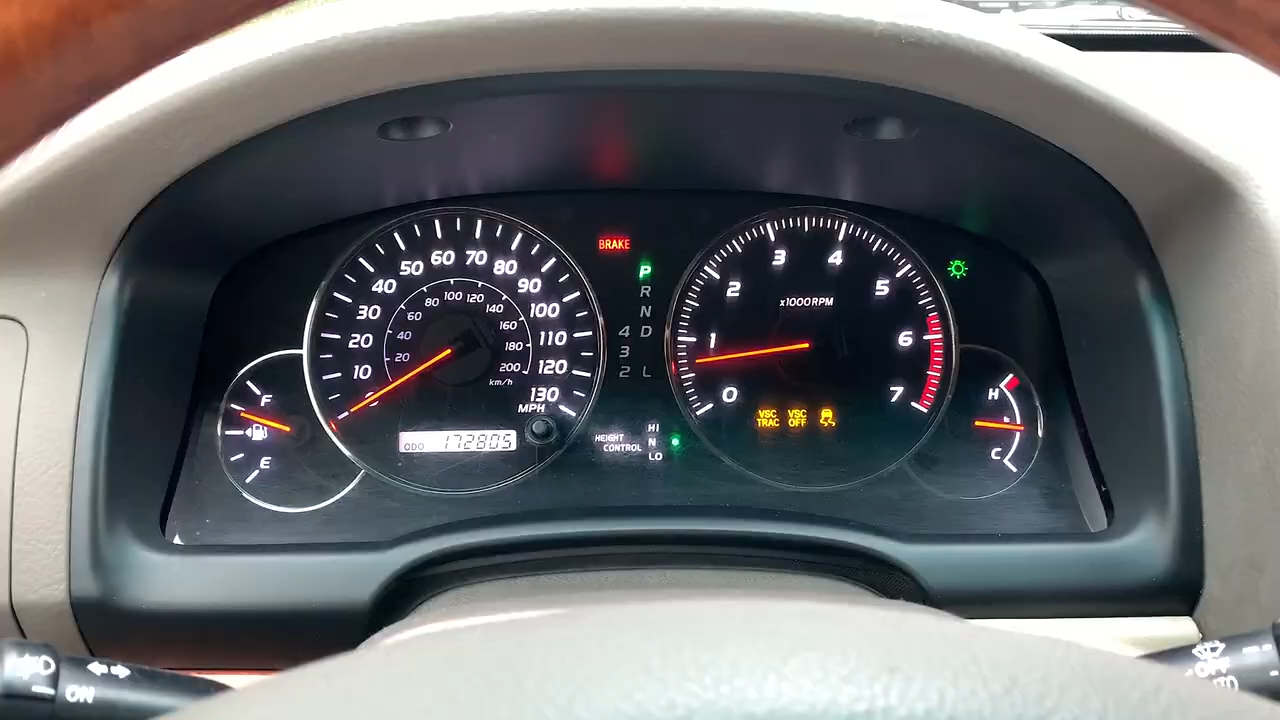 BRAKE
P
R
N
D
4
3
2
L
10
20
30
40
50
60
70
80
90
100
110
120
130
MPH
20
40
60
80
100
120
140
160
180
200
km/h
ODO 172805
F
E
HEIGHT
CONTROL
HI
N
LO
0
1
2
3
4
5
6
7
x1000RPM
VSC
TRAC
VSC
OFF
H
C
ON
OFF